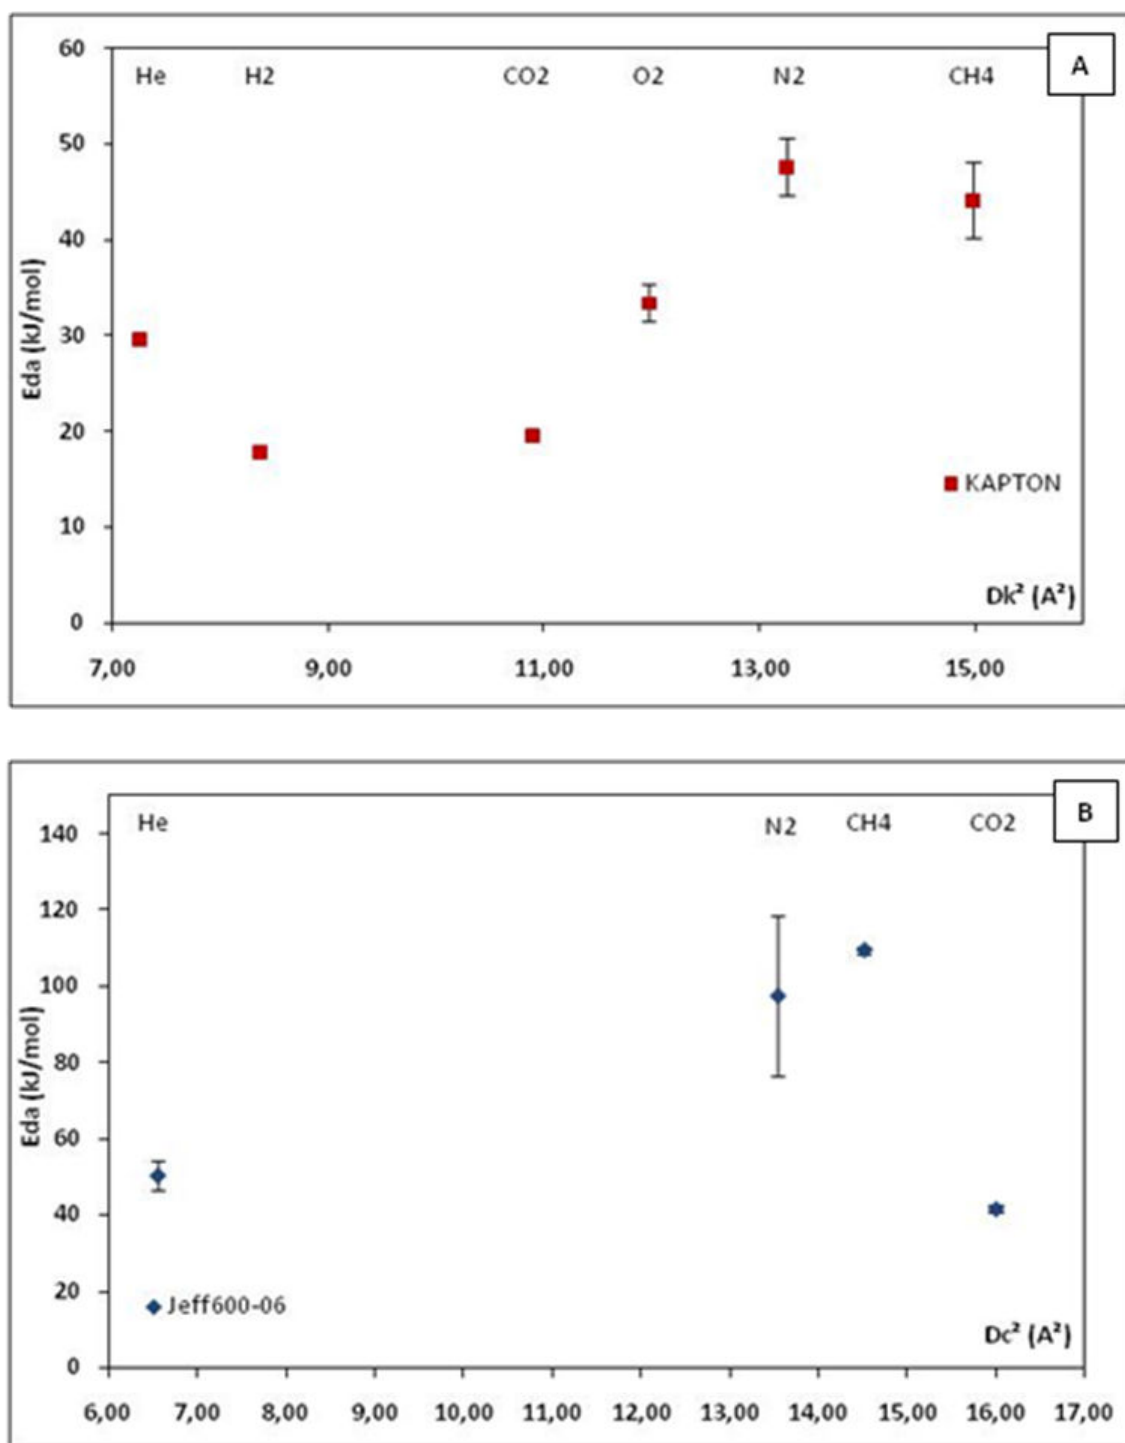 A
He H2 CO2 O2 N2 CH4
60
50
40
30
20
10
0
Eda (kJ/mol)
KAPTON
Dk² (A²)
7,00 9,00 11,00 13,00 15,00
B
He N2 CH4 CO2
140
120
100
80
60
40
20
0
Eda (kJ/mol)
Jeff600-06
Dc² (A²)
6,00 7,00 8,00 9,00 10,00 11,00 12,00 13,00 14,00 15,00 16,00 17,00